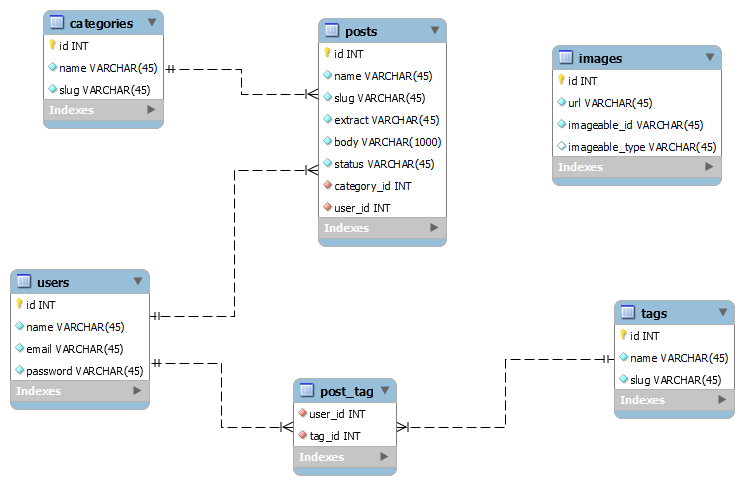 categories
id INT
name VARCHAR(45)
slug VARCHAR(45)
Indexes
posts
id INT
name VARCHAR(45)
slug VARCHAR(45)
extract VARCHAR(45)
body VARCHAR(1000)
status VARCHAR(45)
category_id INT
user_id INT
Indexes
images
id INT
url VARCHAR(45)
imageable_id VARCHAR(45)
imageable_type VARCHAR(45)
Indexes
users
id INT
name VARCHAR(45)
email VARCHAR(45)
password VARCHAR(45)
Indexes
post_tag
user_id INT
tag_id INT
Indexes
tags
id INT
name VARCHAR(45)
slug VARCHAR(45)
Indexes